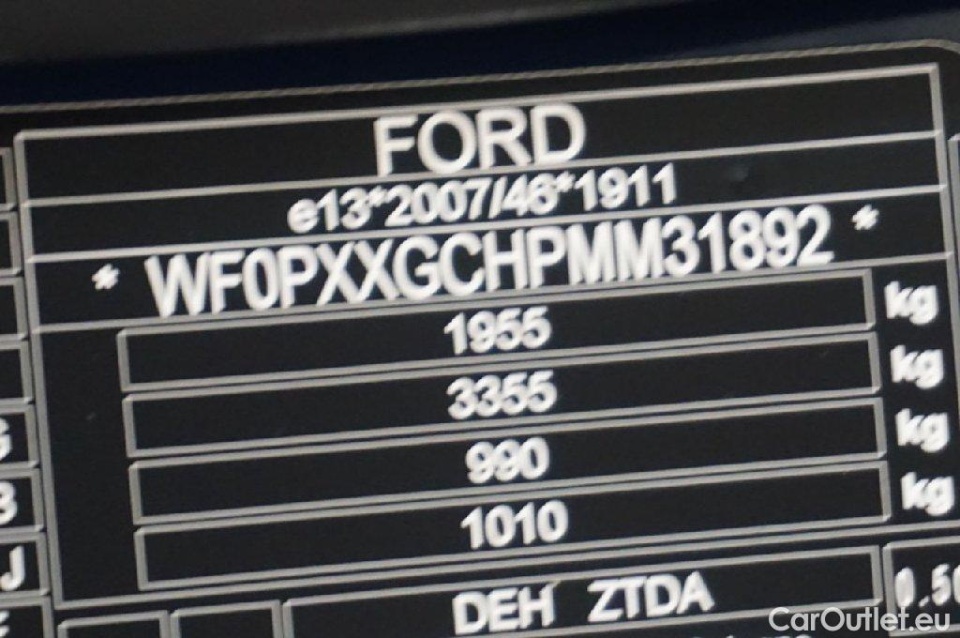 FORD
e13*2007/46*1911
* WF0PXXGCHPMM31892 *
1955 kg
3355 kg
990 kg
1010 kg
DEH ZTDA
CarOutlet.eu